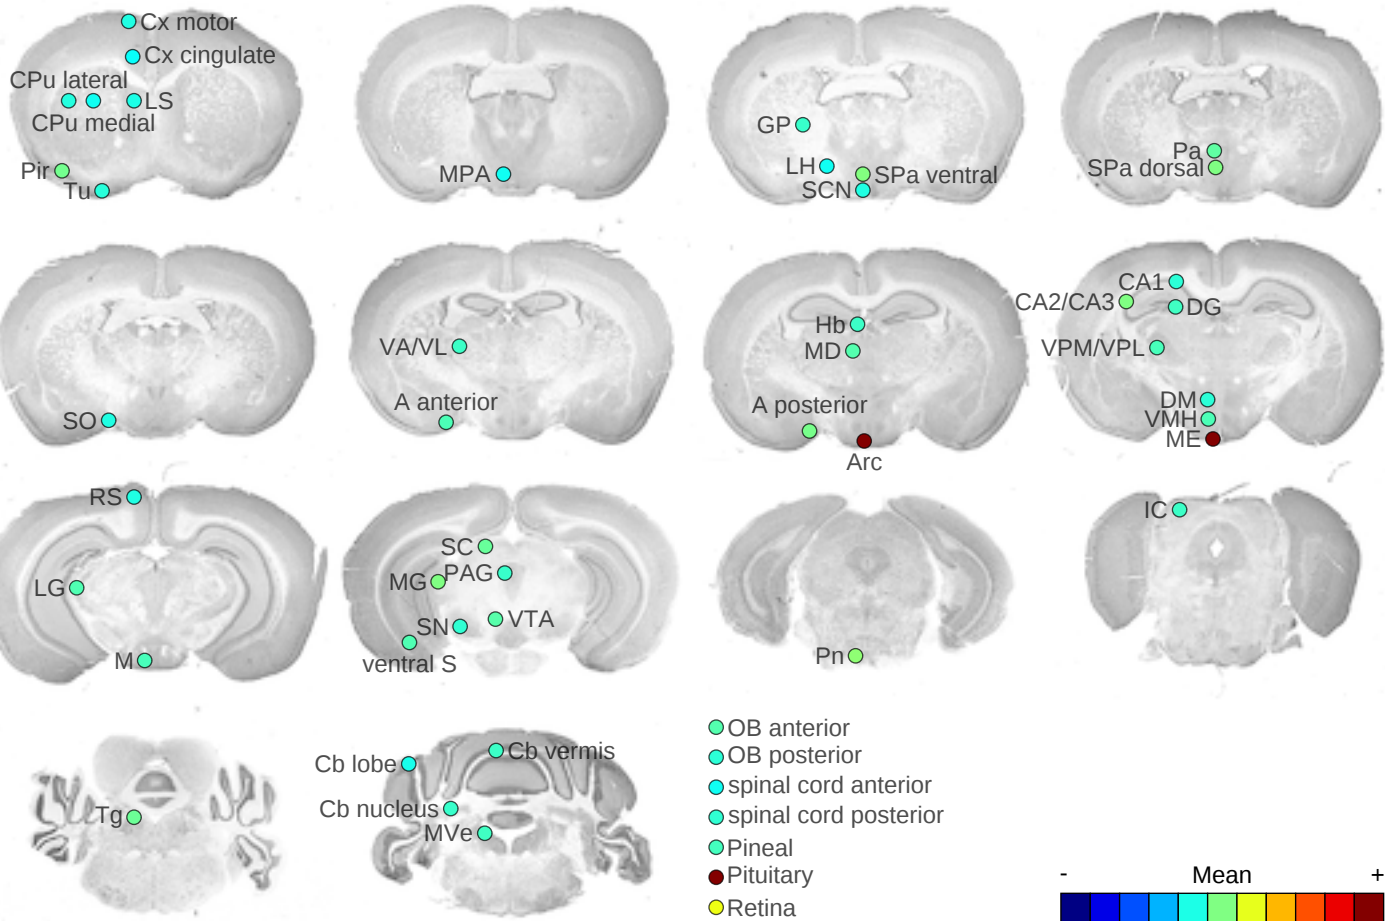 Cx motor
Cx cingulate
CPu lateral
LS
CPu medial
Pir
Tu
MPA
GP
LH
SPa ventral
SCN
Pa
SPa dorsal
SO
VA/VL
A anterior
Hb
MD
A posterior
Arc
CA1
CA2/CA3
DG
VPM/VPL
DM
VMH
ME
RS
LG
M
SC
MG
PAG
SN
VTA
ventral S
Pn
IC
Tg
Cb lobe
Cb vermis
Cb nucleus
MVe
OB anterior
OB posterior
spinal cord anterior
spinal cord posterior
Pineal
Pituitary
Retina
- Mean +